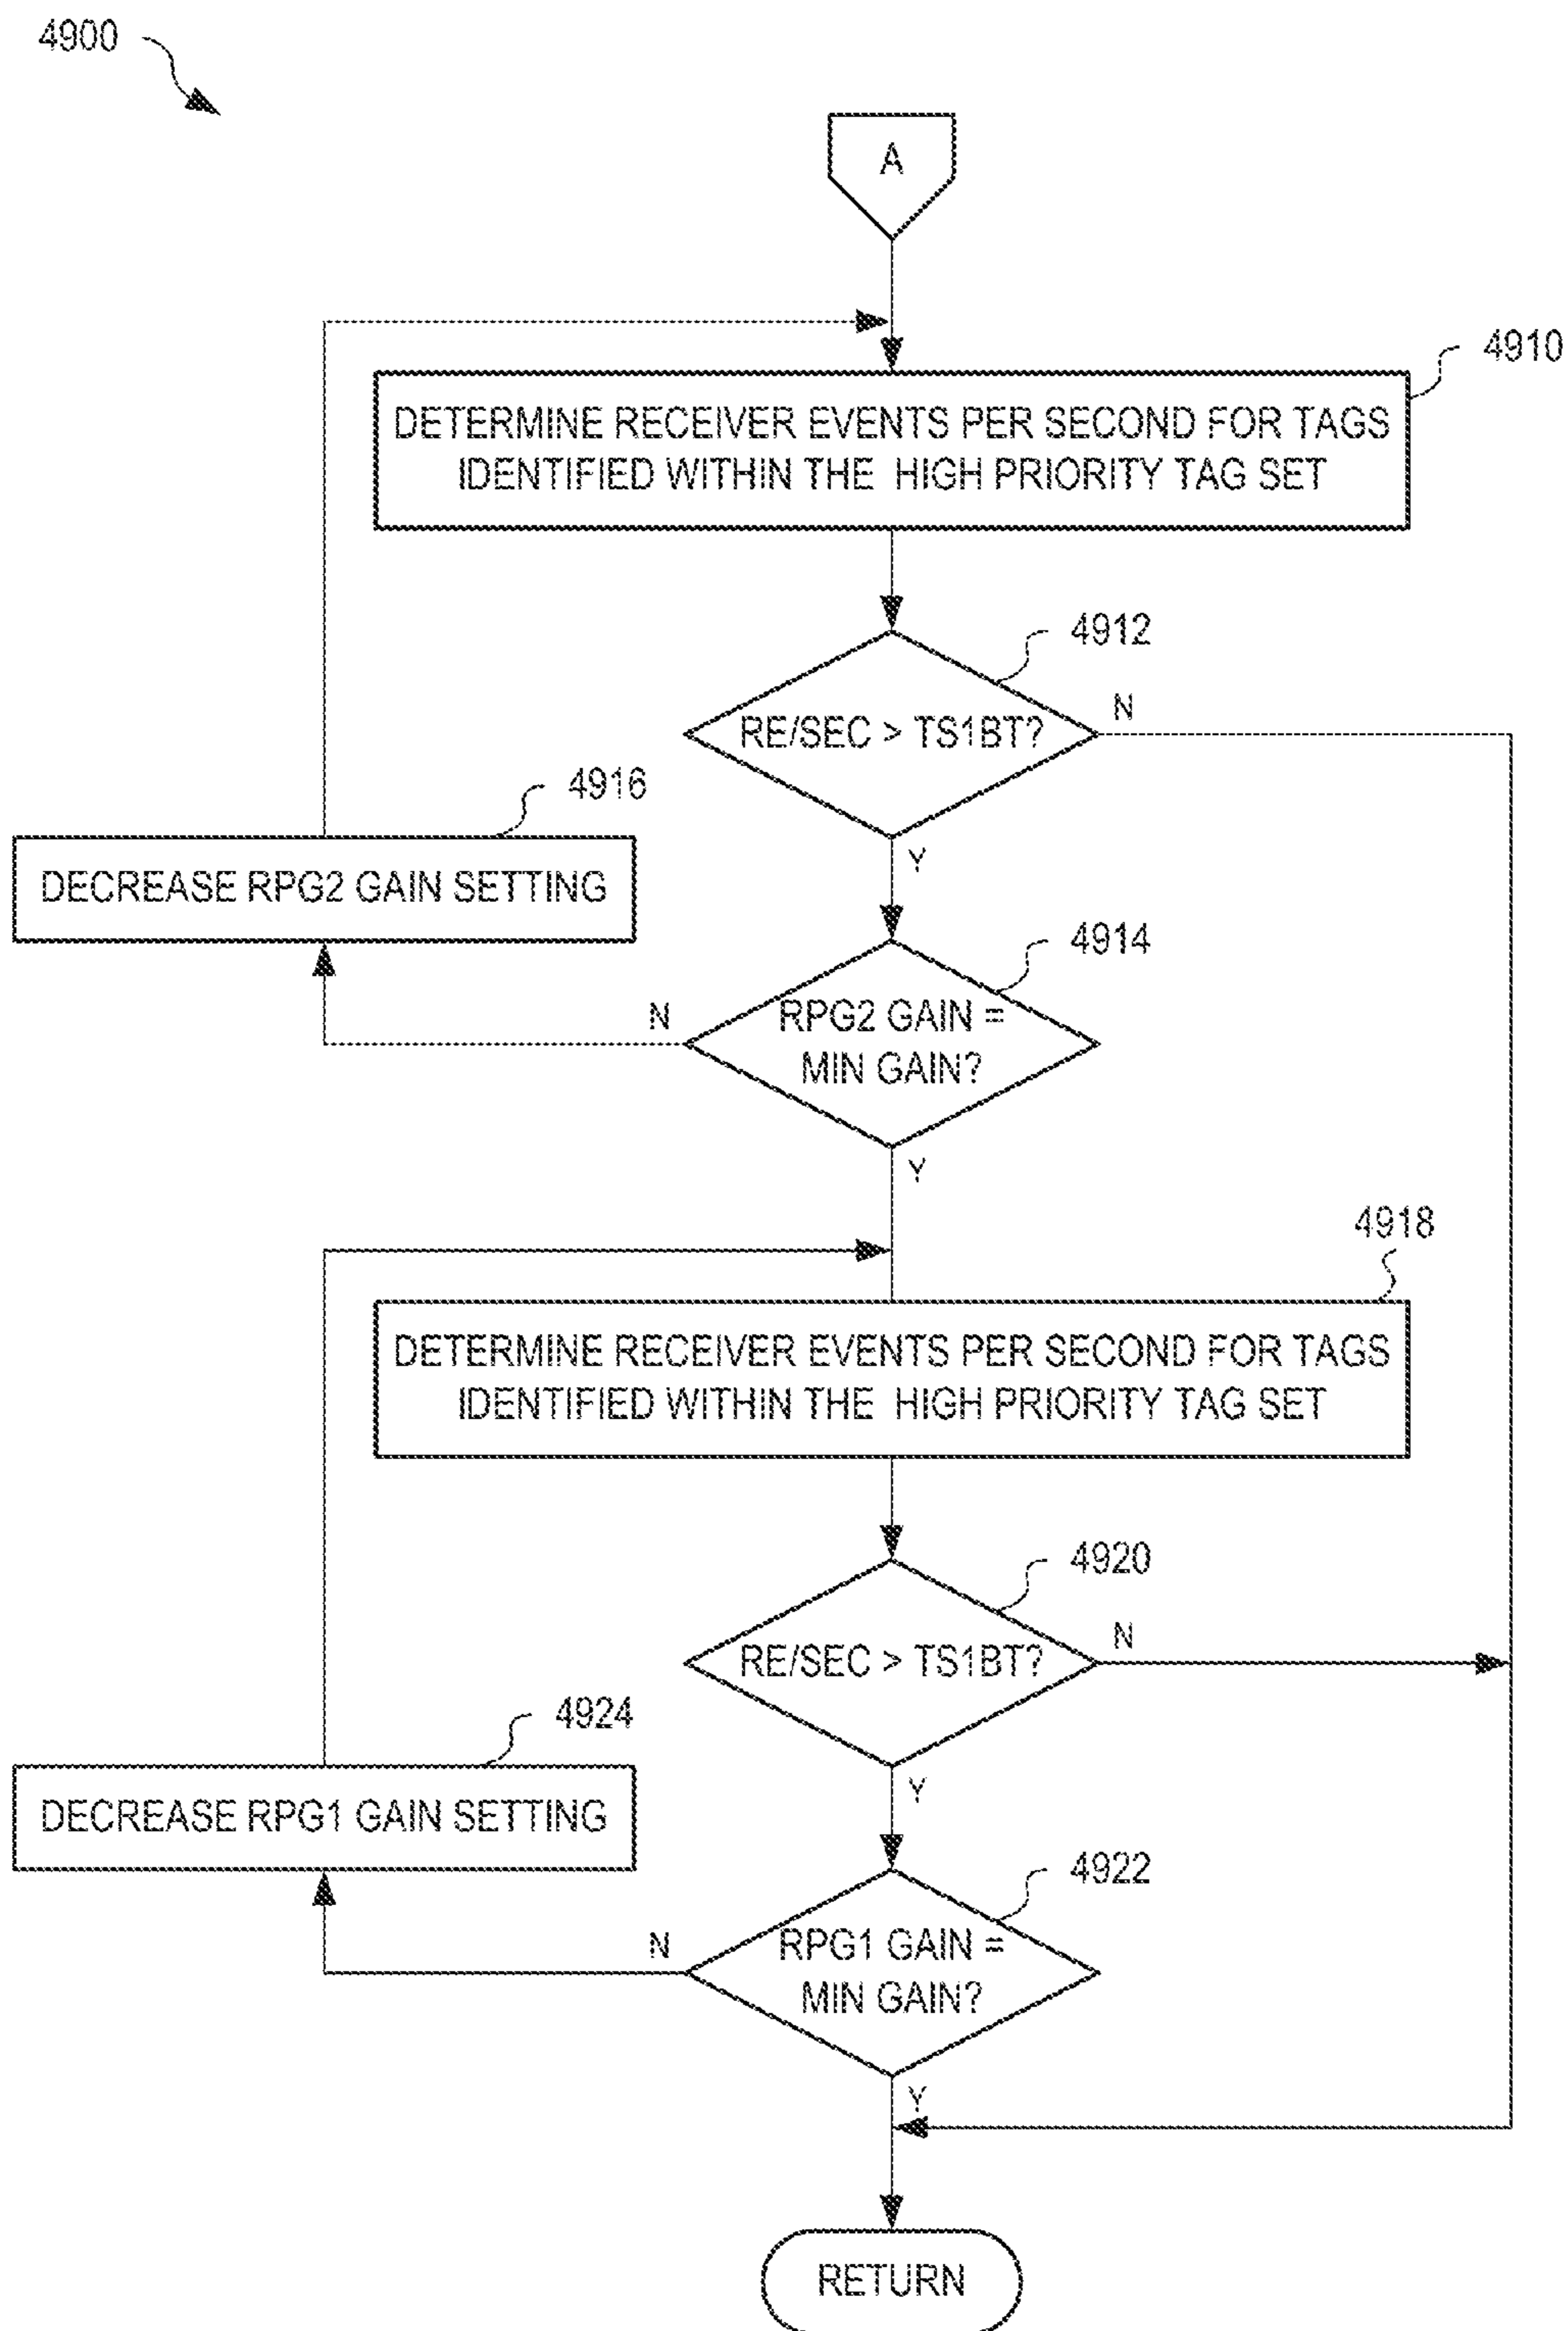 4900
A
4910
DETERMINE RECEIVER EVENTS PER SECOND FOR TAGS
IDENTIFIED WITHIN THE HIGH PRIORITY TAG SET
4912
RE/SEC > TS1BT?
N
Y
4916
DECREASE RPG2 GAIN SETTING
4914
RPG2 GAIN =
MIN GAIN?
N
Y
4918
DETERMINE RECEIVER EVENTS PER SECOND FOR TAGS
IDENTIFIED WITHIN THE HIGH PRIORITY TAG SET
4920
RE/SEC > TS1BT?
N
Y
4924
DECREASE RPG1 GAIN SETTING
4922
RPG1 GAIN =
MIN GAIN?
N
Y
RETURN